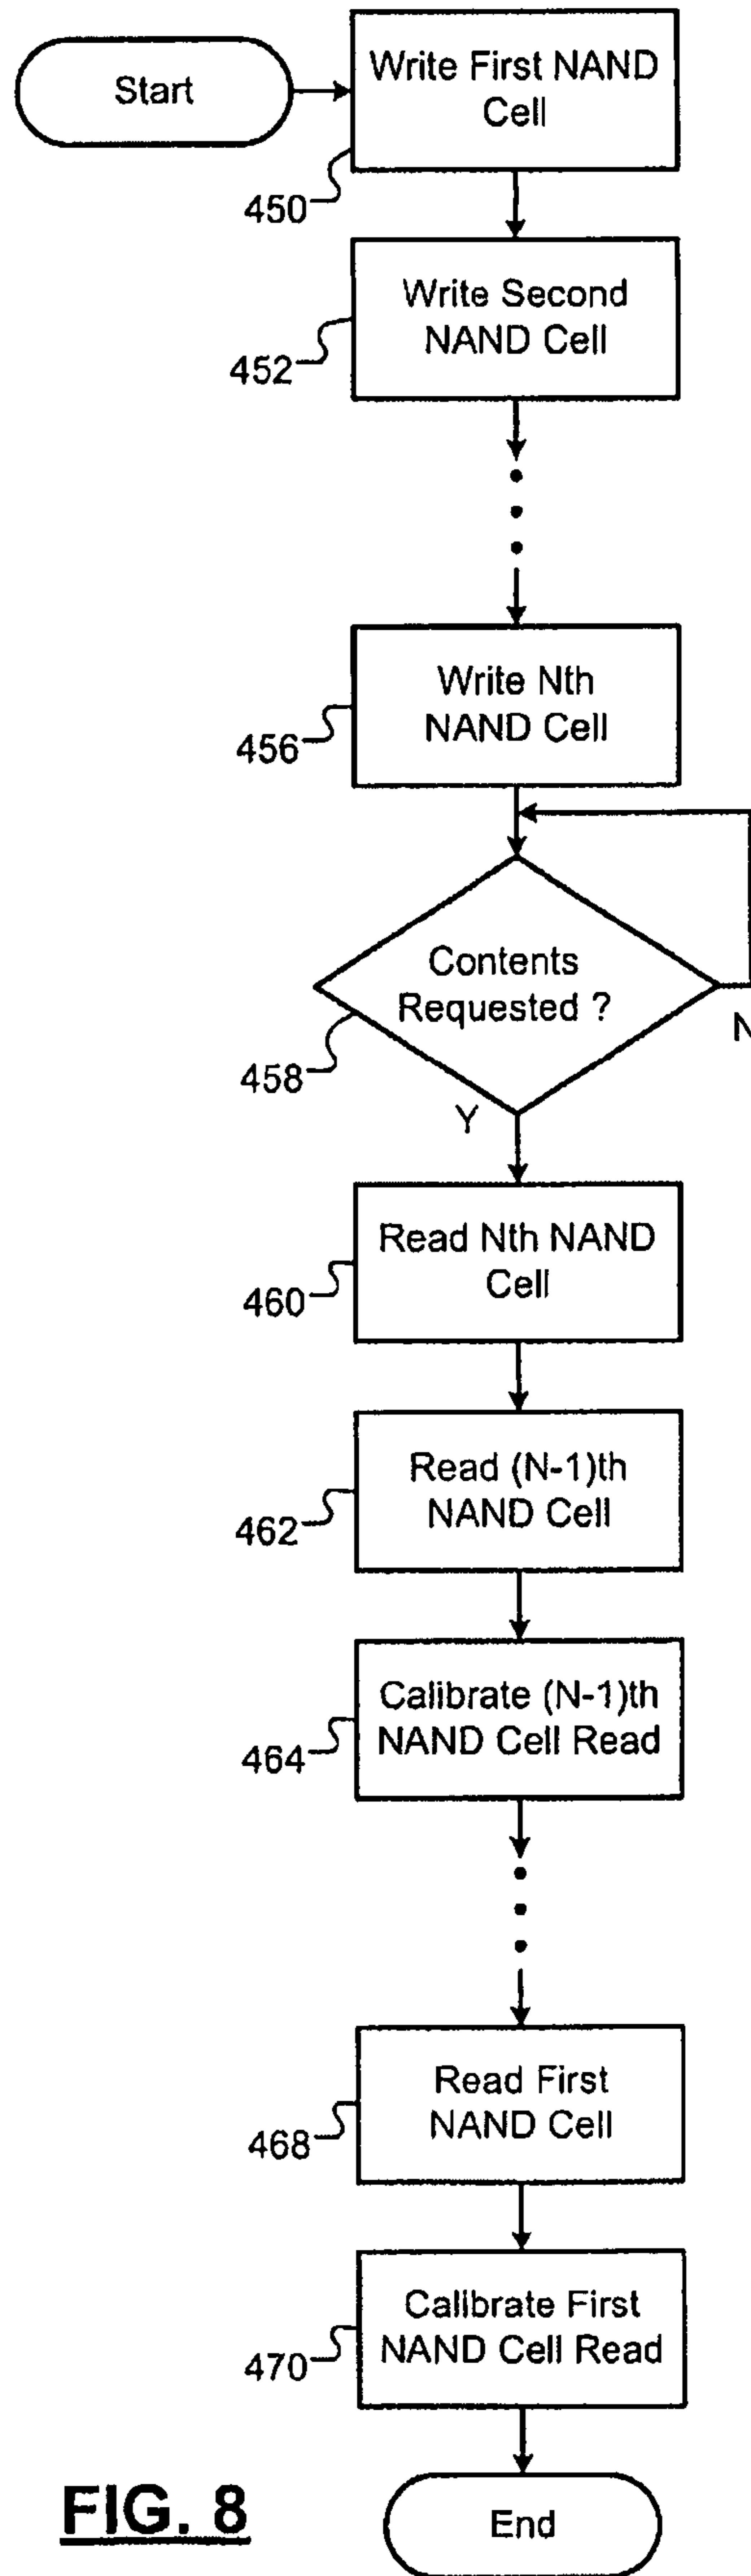 Start
Write First NAND
Cell
450
Write Second
NAND Cell
452
Write Nth
NAND Cell
456
Contents
Requested ?
N
458
Y
Read Nth NAND
Cell
460
Read (N-1)th
NAND Cell
462
Calibrate (N-1)th
NAND Cell Read
464
Read First
NAND Cell
468
Calibrate First
NAND Cell Read
470
End
FIG. 8